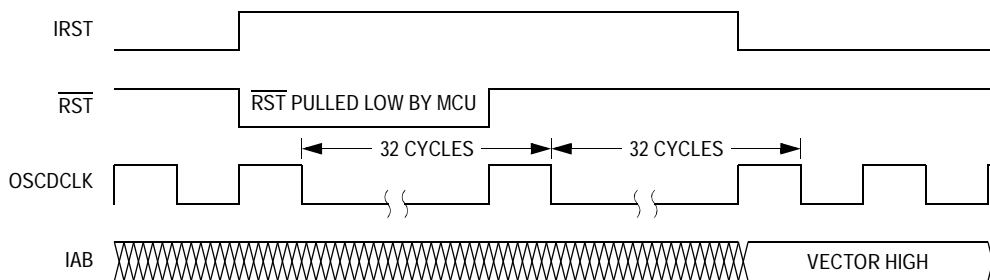 IRST
RST
RST PULLED LOW BY MCU
32 CYCLES
32 CYCLES
OSCDCLK
IAB
VECTOR HIGH